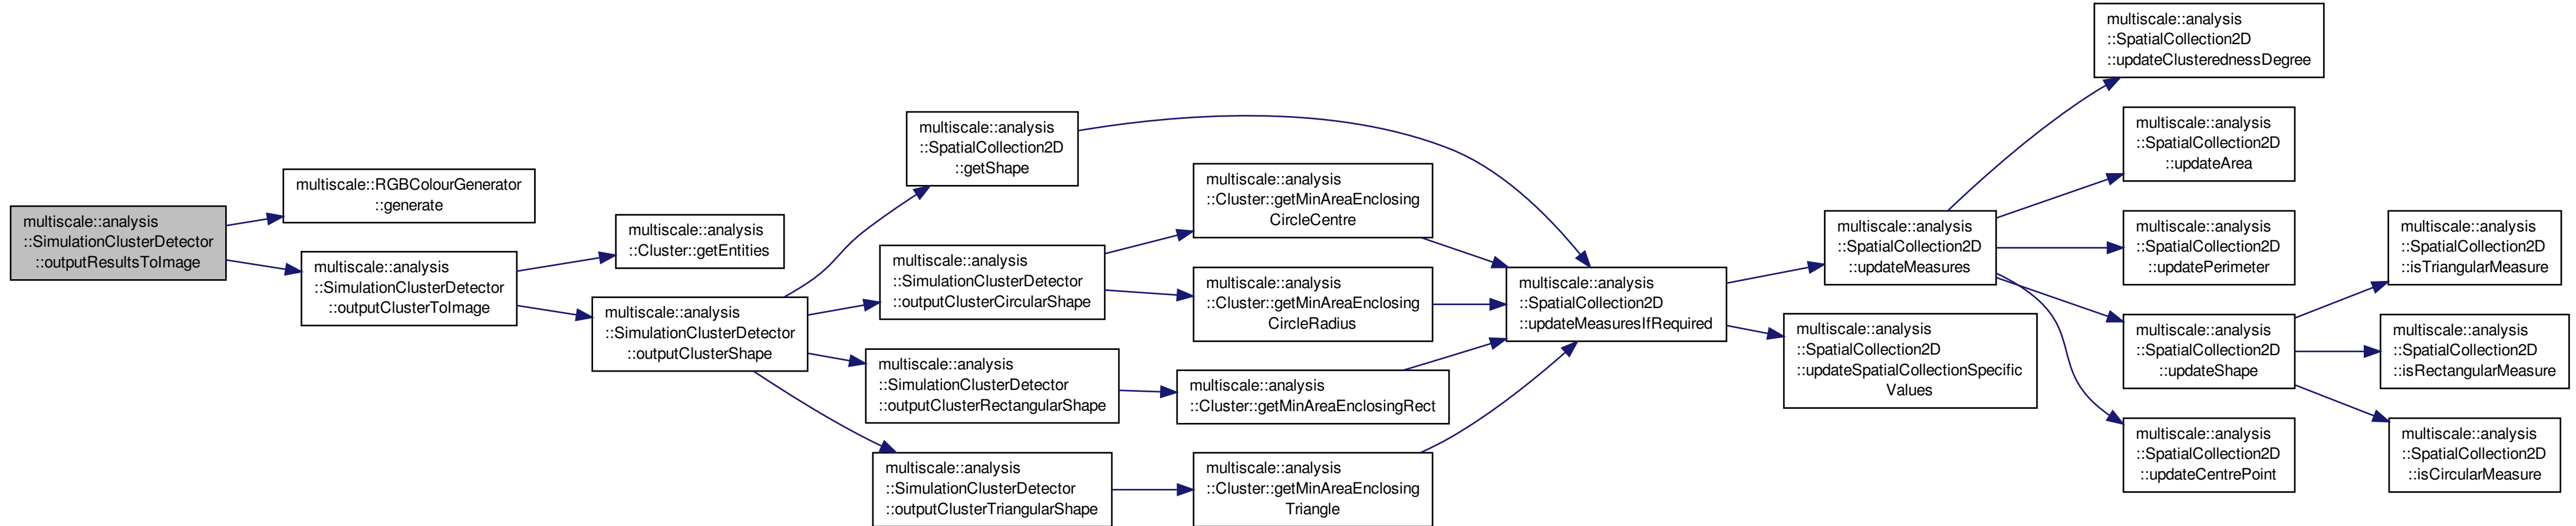 multiscale::analysis
::SimulationClusterDetector
::outputResultsToImage
multiscale::RGBColourGenerator
::generate
multiscale::analysis
::SimulationClusterDetector
::outputClusterToImage
multiscale::analysis
::Cluster::getEntities
multiscale::analysis
::SimulationClusterDetector
::outputClusterShape
multiscale::analysis
::SpatialCollection2D
::getShape
multiscale::analysis
::SimulationClusterDetector
::outputClusterCircularShape
multiscale::analysis
::SimulationClusterDetector
::outputClusterRectangularShape
multiscale::analysis
::SimulationClusterDetector
::outputClusterTriangularShape
multiscale::analysis
::Cluster::getMinAreaEnclosing
CircleCentre
multiscale::analysis
::Cluster::getMinAreaEnclosing
CircleRadius
multiscale::analysis
::Cluster::getMinAreaEnclosingRect
multiscale::analysis
::Cluster::getMinAreaEnclosing
Triangle
multiscale::analysis
::SpatialCollection2D
::updateMeasuresIfRequired
multiscale::analysis
::SpatialCollection2D
::updateMeasures
multiscale::analysis
::SpatialCollection2D
::updateSpatialCollectionSpecific
Values
multiscale::analysis
::SpatialCollection2D
::updateClusterednessDegree
multiscale::analysis
::SpatialCollection2D
::updateArea
multiscale::analysis
::SpatialCollection2D
::updatePerimeter
multiscale::analysis
::SpatialCollection2D
::updateShape
multiscale::analysis
::SpatialCollection2D
::updateCentrePoint
multiscale::analysis
::SpatialCollection2D
::isTriangularMeasure
multiscale::analysis
::SpatialCollection2D
::isRectangularMeasure
multiscale::analysis
::SpatialCollection2D
::isCircularMeasure